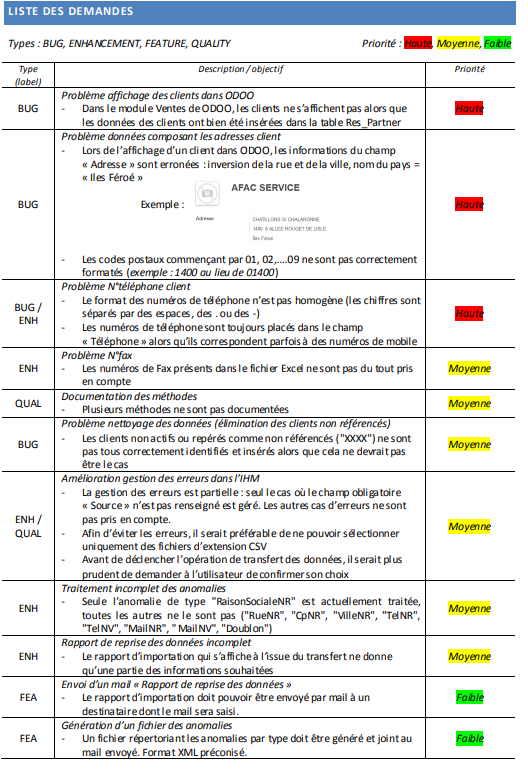 LISTE DES DEMANDES
Types : BUG, ENHANCEMENT, FEATURE, QUALITY
Priorité : Haute, Moyenne, Faible
Type
(label)
Description / objectif
Priorité
BUG
Problème affichage des clients dans ODOO
- Dans le module Ventes de ODOO, les clients ne s'affichent pas alors que
les données des clients ont bien été insérées dans la table Res_Partner
Haute
BUG
Problème données composant les adresses client
- Lors de l'affichage d'un client dans ODOO, les informations du champ
« Adresse » sont erronées : inversion de la rue et de la ville, nom du pays =
« Iles Féroé »
Exemple :
AFAC SERVICE
Adresse
CHATILLONS S/ CHALARONNE
1400 S ALLEE ROUGET DE LISLE
Îles Féroé
- Les codes postaux commençant par 01, 02,....09 ne sont pas correctement
formatés (exemple : 1400 au lieu de 01400)
Haute
BUG /
ENH
Problème N°téléphone client
- Le format des numéros de téléphone n'est pas homogène (les chiffres sont
séparés par des espaces, des . ou des -)
- Les numéros de téléphone sont toujours placés dans le champ
« Téléphone » alors qu'ils correspondent parfois à des numéros de mobile
Haute
ENH
Problème N°fax
- Les numéros de Fax présents dans le fichier Excel ne sont pas du tout pris
en compte
Moyenne
QUAL
Documentation des méthodes
- Plusieurs méthodes ne sont pas documentées
Moyenne
BUG
Problème nettoyage des données (élimination des clients non référencés)
- Les clients non actifs ou repérés comme non référencés ("XXXX") ne sont
pas tous correctement identifiés et insérés alors que cela ne devrait pas
être le cas
Moyenne
ENH /
QUAL
Amélioration gestion des erreurs dans l'IHM
- La gestion des erreurs est partielle : seul le cas où le champ obligatoire
« Source » n'est pas renseigné est géré. Les autres cas d'erreurs ne sont
pas pris en compte.
- Afin d'éviter les erreurs, il serait préférable de ne pouvoir sélectionner
uniquement des fichiers d'extension CSV
- Avant de déclencher l'opération de transfert des données, il serait plus
prudent de demander à l'utilisateur de confirmer son choix
Moyenne
ENH
Traitement incomplet des anomalies
- Seule l'anomalie de type "RaisonSocialeNR" est actuellement traitée,
toutes les autres ne le sont pas ("RueNR", "CpNR", "VilleNR", "TelNR",
"TelNV", "MailNR", " MailNV", "Doublon")
Moyenne
ENH
Rapport de reprise des données incomplet
- Le rapport d'importation qui s'affiche à l'issue du transfert ne donne
qu'une partie des informations souhaitées
Moyenne
FEA
Envoi d'un mail « Rapport de reprise des données »
- Le rapport d'importation doit pouvoir être envoyé par mail à un
destinataire dont le mail sera saisi.
Faible
FEA
Génération d'un fichier des anomalies
- Un fichier répertoriant les anomalies par type doit être généré et joint au
mail envoyé. Format XML préconisé.
Faible